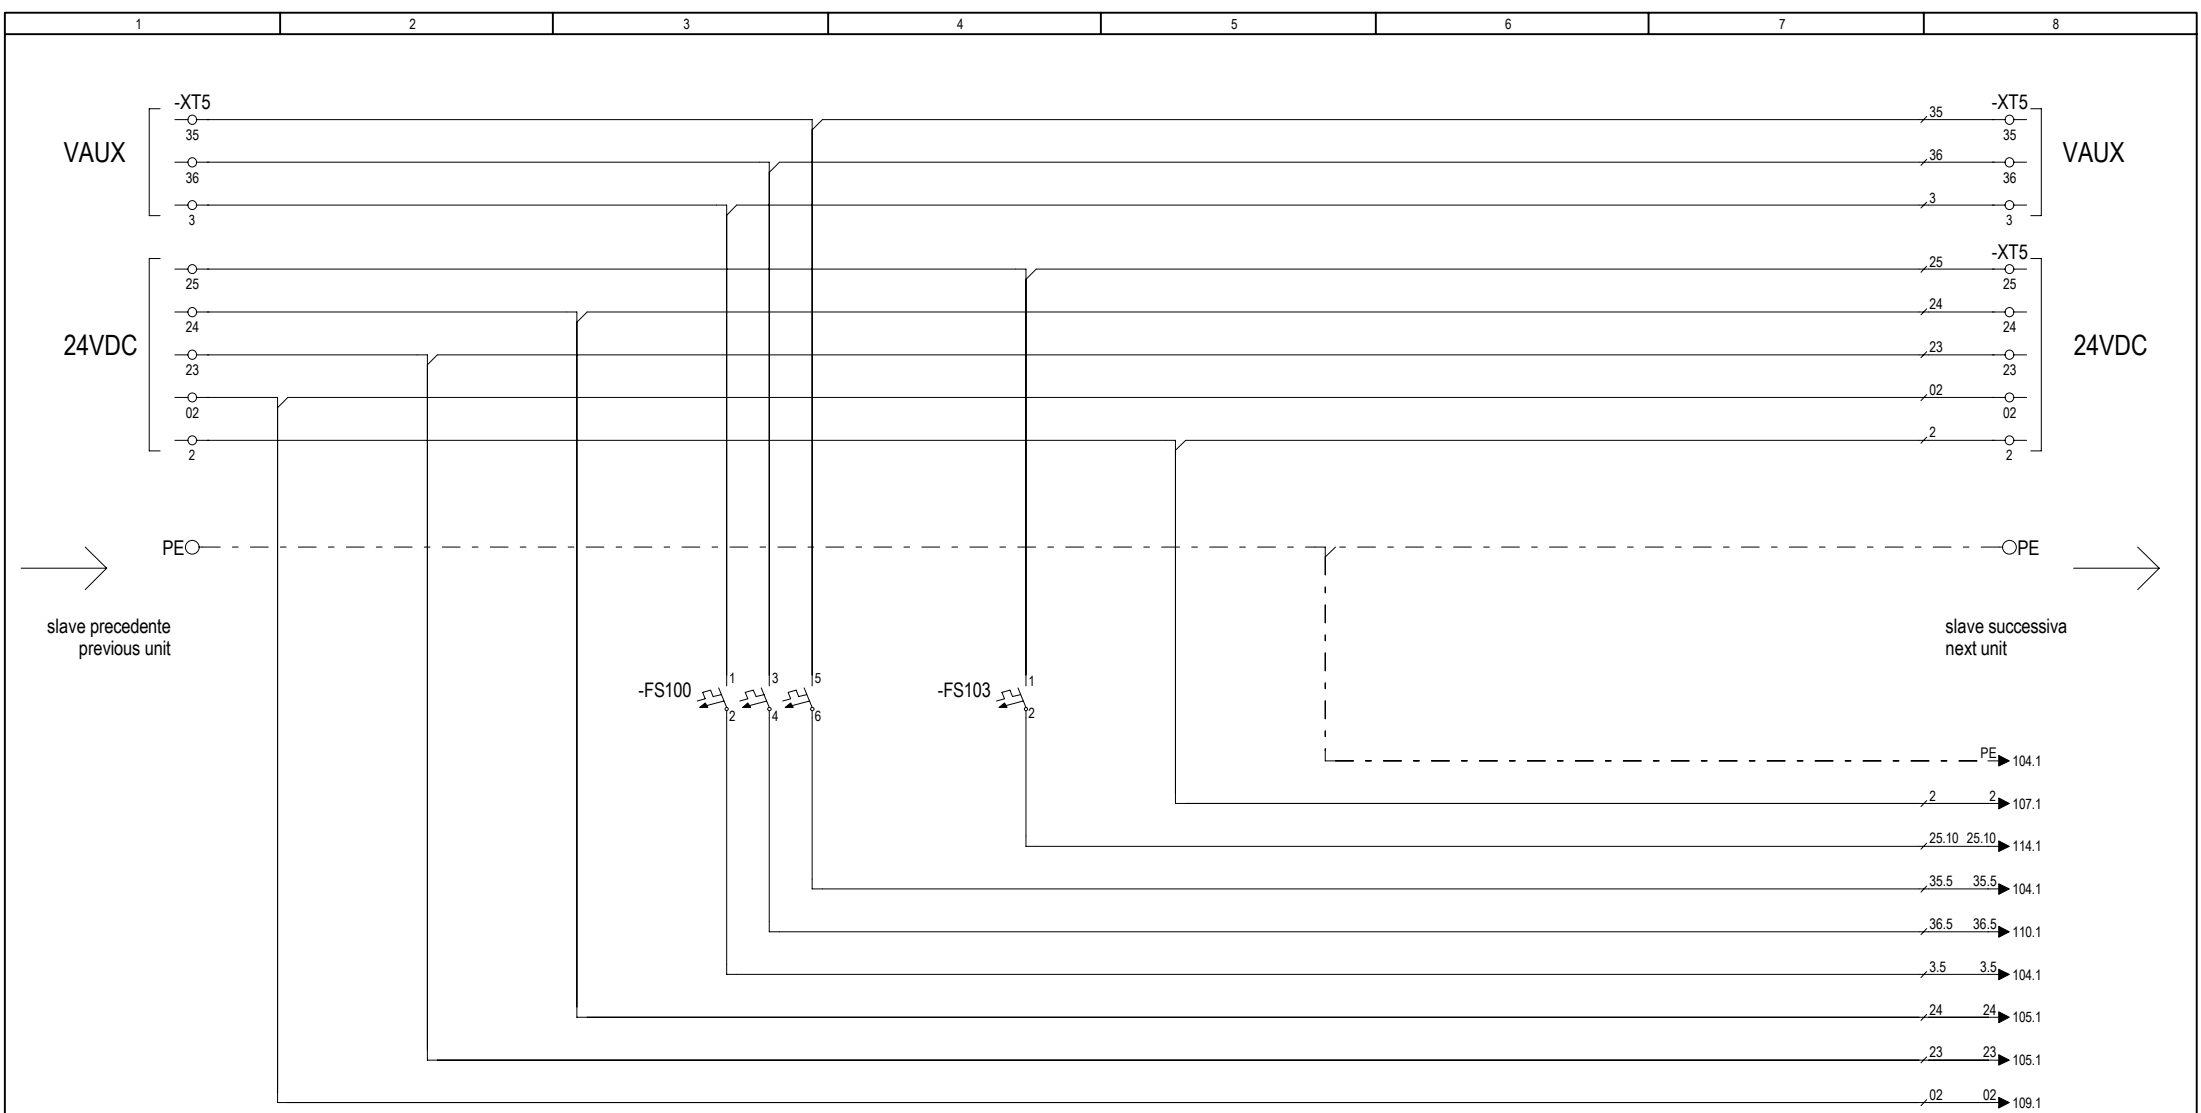 1 2 3 4 5 6 7 8
-XT5 -XT5
35 35 35
VAUX VAUX
36 36 36
3 3 3
-XT5
25 25 25
24 24 24
24VDC 24VDC
23 23 23
02 02 02
2 2 2
PE PE
slave precedente
previous unit
slave successiva
next unit
-FS100 1 3 5
2 4 6
-FS103 1
2
PE 104.1
2 2 107.1
25.10 25.10 114.1
35.5 35.5 104.1
36.5 36.5 110.1
3.5 3.5 104.1
24 24 105.1
23 23 105.1
02 02 109.1